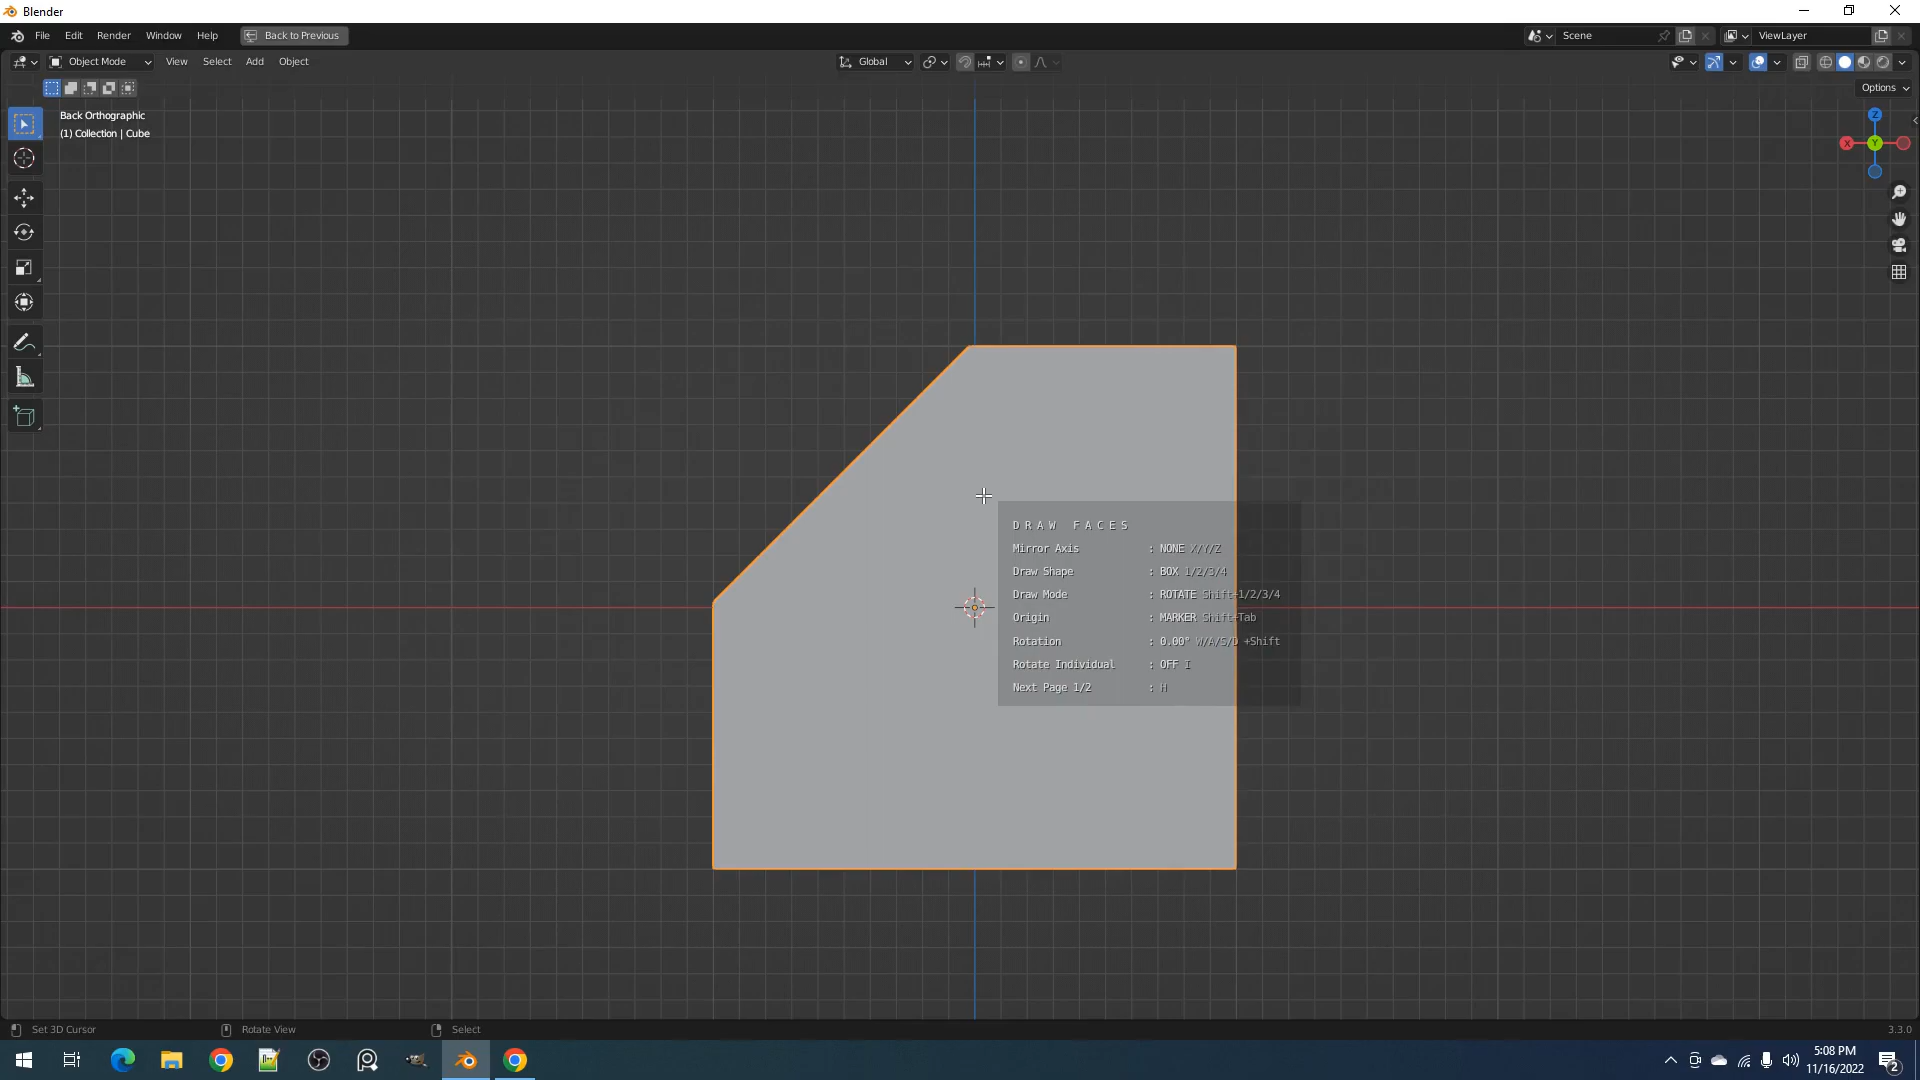 Blender
File Edit Render Window Help Back to Previous Scene ViewLayer
Object Mode View Select Add Object Global
Options
Back Orthographic
(1) Collection | Cube
Z
X Y
DRAW FACES
Mirror Axis : NONE X/Y/Z
Draw Shape : BOX 1/2/3/4
Draw Mode : ROTATE Shift+1/2/3/4
Origin : MARKER Shift+Tab
Rotation : 0.00° W/A/S/D +Shift
Rotate Individual : OFF I
Next Page 1/2 : H
Set 3D Cursor Rotate View Select 3.3.0
5:08 PM
11/16/2022
2